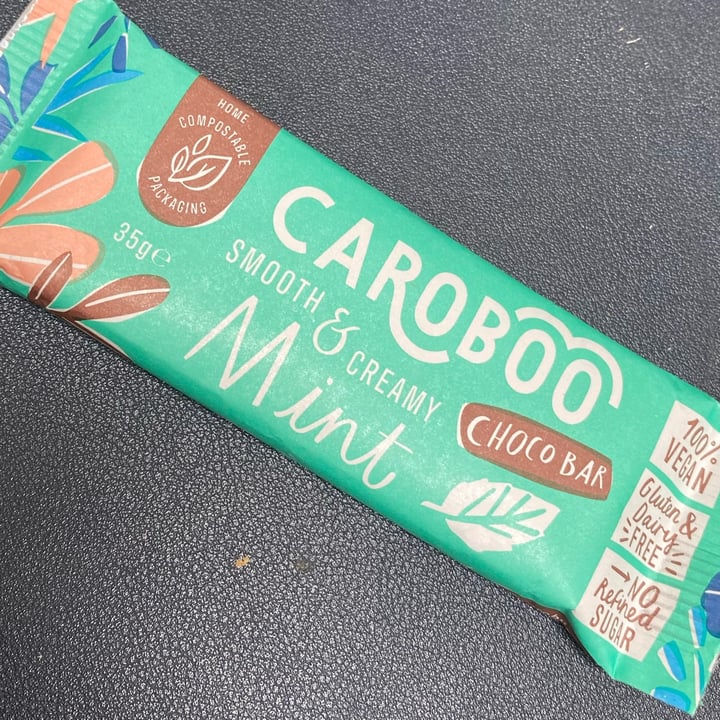 HOME
COMPOSTABLE
PACKAGING
35g℮
CAROBOO
SMOOTH
&
CREAMY
Mint
CHOCO BAR
100%
VEGAN
Gluten &
Dairy
FREE
→NO
Refined
SUGAR